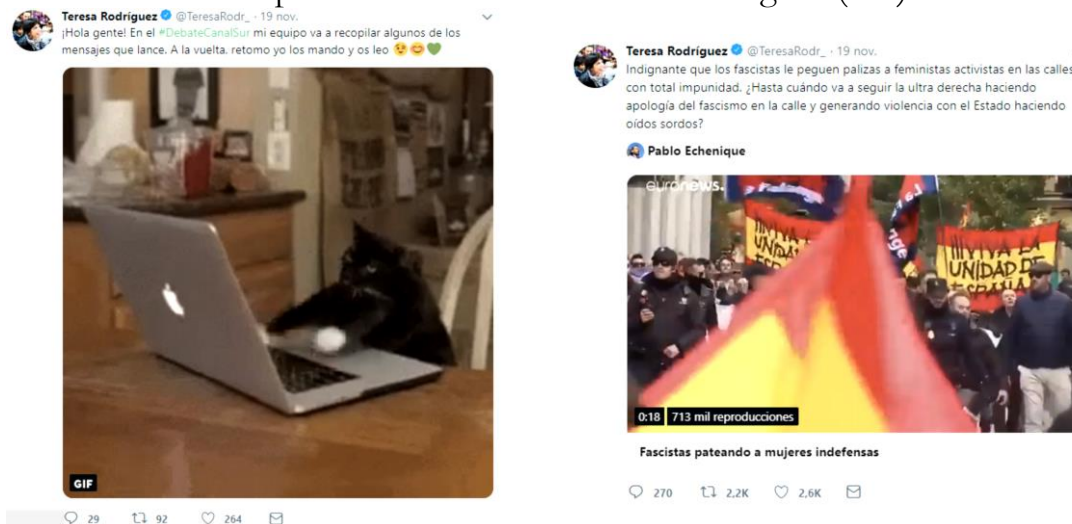 Teresa Rodríguez @TeresaRodr_ · 19 nov.
¡Hola gente! En el #DebateCanalSur mi equipo va a recopilar algunos de los
mensajes que lance. A la vuelta. retomo yo los mando y os leo 😉😊💚
GIF
29 92 264
Teresa Rodríguez @TeresaRodr_ · 19 nov.
Indignante que los fascistas le peguen palizas a feministas activistas en las calles
con total impunidad. ¿Hasta cuándo va a seguir la ultra derecha haciendo
apología del fascismo en la calle y generando violencia con el Estado haciendo
oídos sordos?
Pablo Echenique
euronews.
VIVA
UNIDAD
VIVA LA
UNIDAD DE
ESPAÑA
0:18 713 mil reproducciones
Fascistas pateando a mujeres indefensas
270 2,2K 2,6K